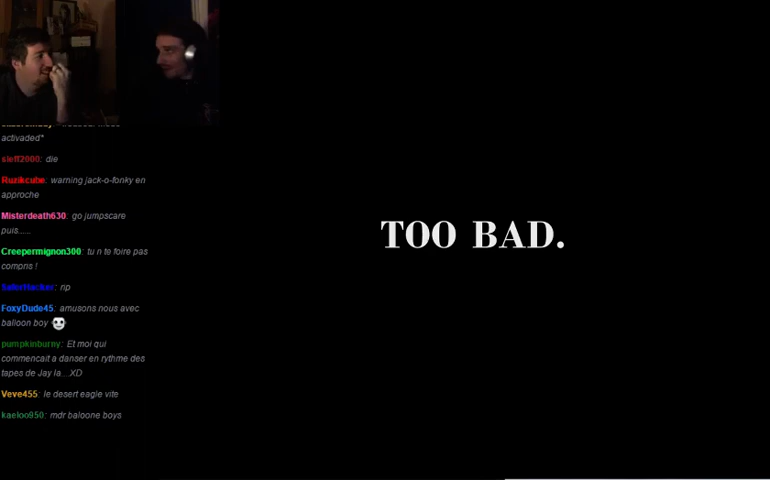 activaded*
sleff2000: die
Ruzikcube: warning jack-o-fonky en
approche
Misterdeath630: go jumpscare
puis.....
Creepermignon300: tu n te foire pas
compris !
np
FoxyDude45: amusons nous avec
balloon boy
pumpkinburny: Et moi qui
commencait a danser en rythme des
tapes de Jay la...XD
Veve455: le desert eagle vite
kaeloo950: mdr baloone boys
TOO BAD.